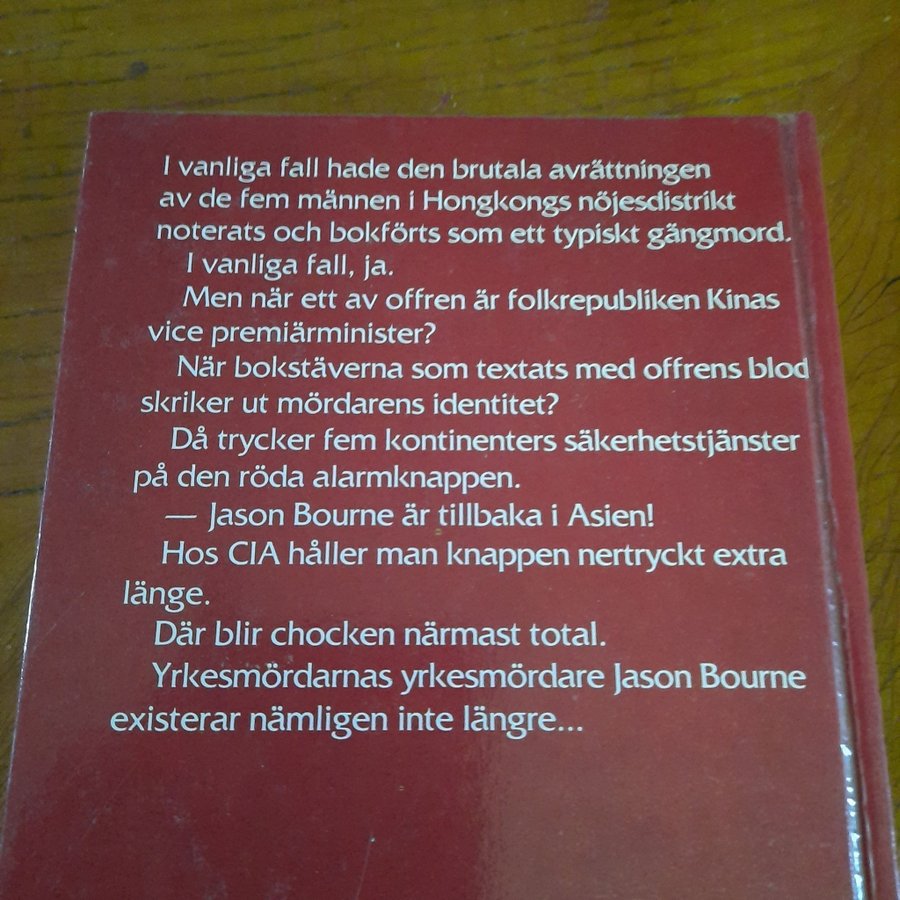 I vanliga fall hade den brutala avrättningen
av de fem männen i Hongkongs nöjesdistrikt
noterats och bokförts som ett typiskt gängmord.
I vanliga fall, ja.
Men när ett av offren är folkrepubliken Kinas
vice premiärminister?
När bokstäverna som textats med offrens blod
skriker ut mördarens identitet?
Då trycker fem kontinenters säkerhetstjänster
på den röda alarmknappen.
— Jason Bourne är tillbaka i Asien!
Hos CIA håller man knappen nertryckt extra
länge.
Där blir chocken närmast total.
Yrkesmördarnas yrkesmördare Jason Bourne
existerar nämligen inte längre...